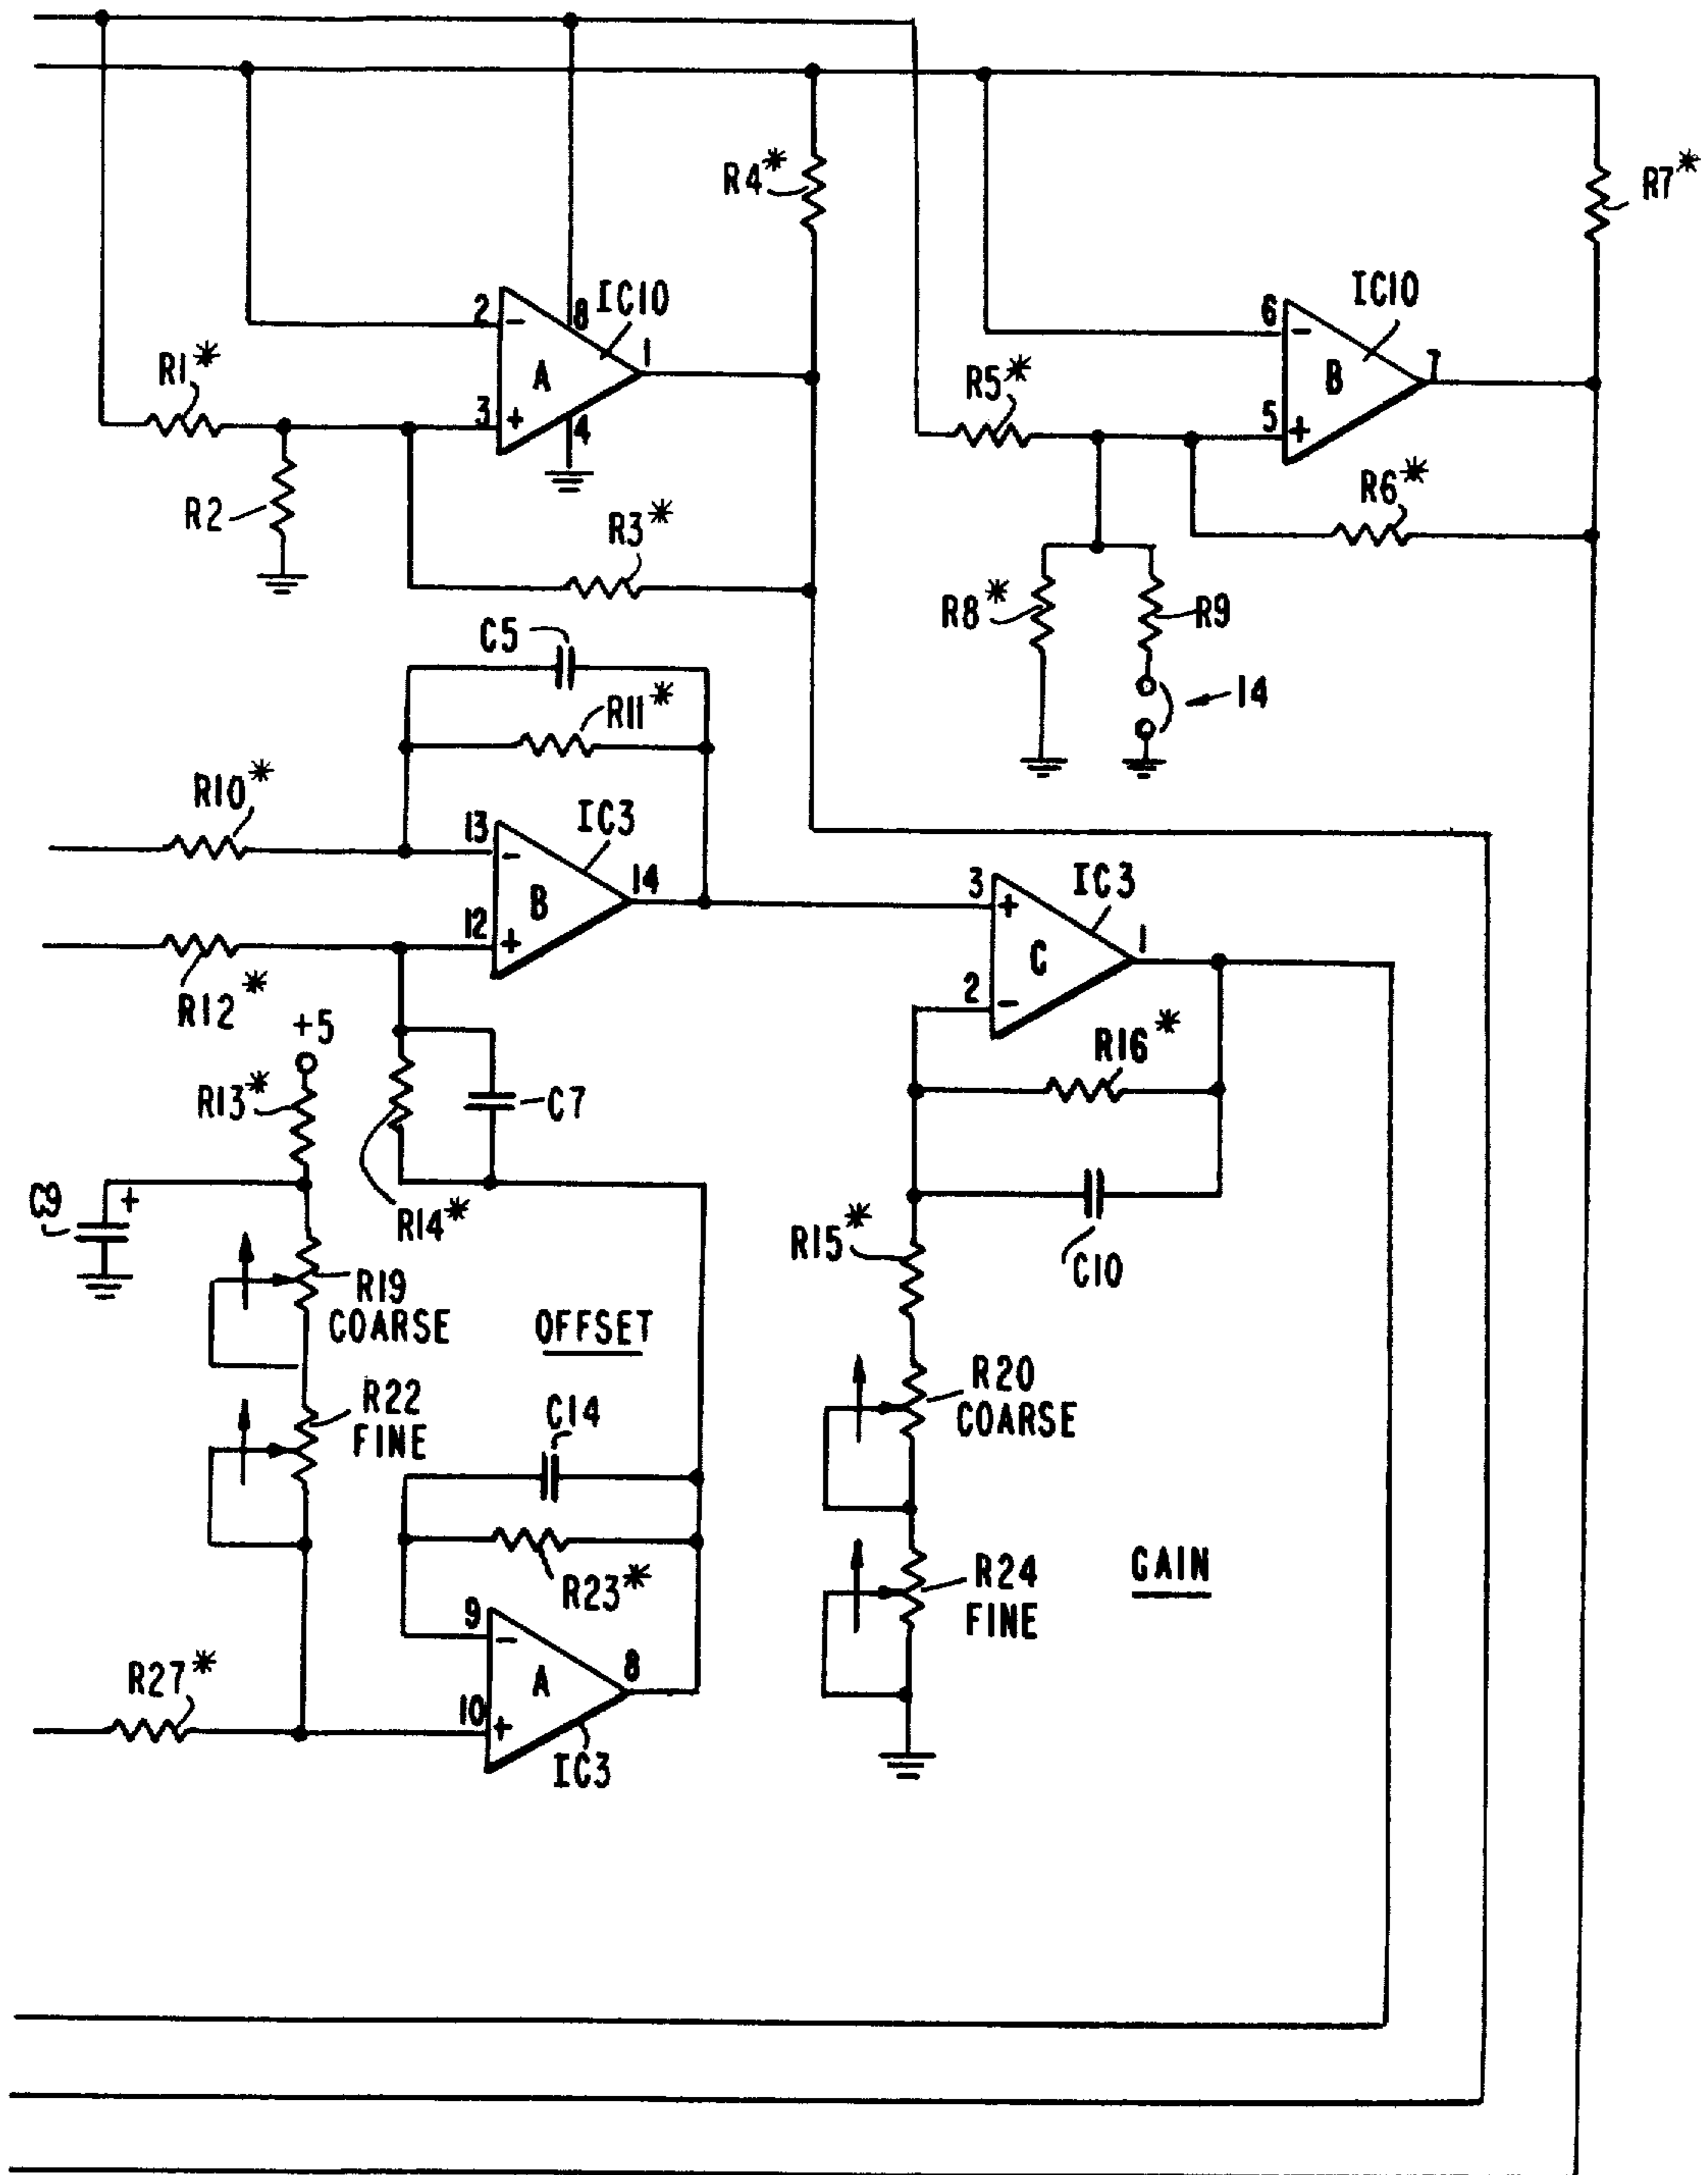 R4*
R7*
2
-
8
IC10
1
A
R1*
3
+
4
R2
R3*
6
-
IC10
7
B
R5*
5
+
R6*
R8*
R9
14
C5
R11*
R10*
13
-
IC3
B
14
12
+
R12*
3
+
IC3
C
1
2
-
R16*
+5
R13*
C7
C9
+
R14*
R15*
C10
R19
COARSE
OFFSET
R22
FINE
C14
R20
COARSE
R23*
GAIN
R24
FINE
9
-
A
8
R27*
10
+
IC3